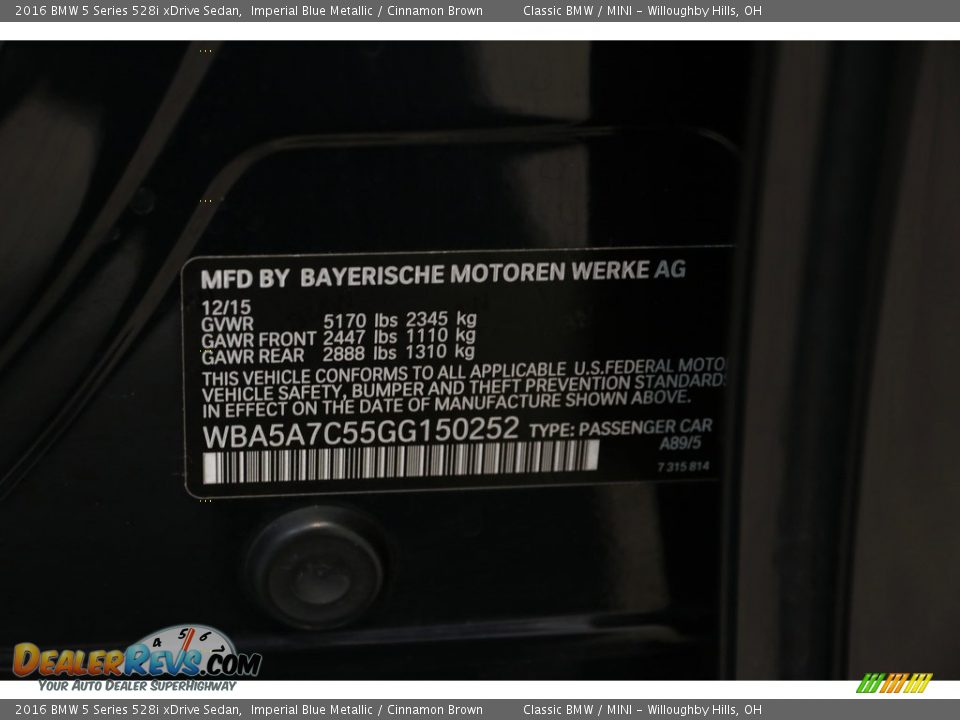 2016 BMW 5 Series 528i xDrive Sedan, Imperial Blue Metallic / Cinnamon Brown Classic BMW / MINI - Willoughby Hills, OH
MFD BY BAYERISCHE MOTOREN WERKE AG
12/15
GVWR 5170 lbs 2345 kg
GAWR FRONT 2447 lbs 1110 kg
GAWR REAR 2888 lbs 1310 kg
THIS VEHICLE CONFORMS TO ALL APPLICABLE U.S.FEDERAL MOTO
VEHICLE SAFETY, BUMPER AND THEFT PREVENTION STANDARDS
IN EFFECT ON THE DATE OF MANUFACTURE SHOWN ABOVE.
WBA5A7C55GG150252 TYPE: PASSENGER CAR
A89/5
7 315 814
4 5 6
DEALERREVS.COM
YOUR AUTO DEALER SUPERHIGHWAY
2016 BMW 5 Series 528i xDrive Sedan, Imperial Blue Metallic / Cinnamon Brown Classic BMW / MINI - Willoughby Hills, OH